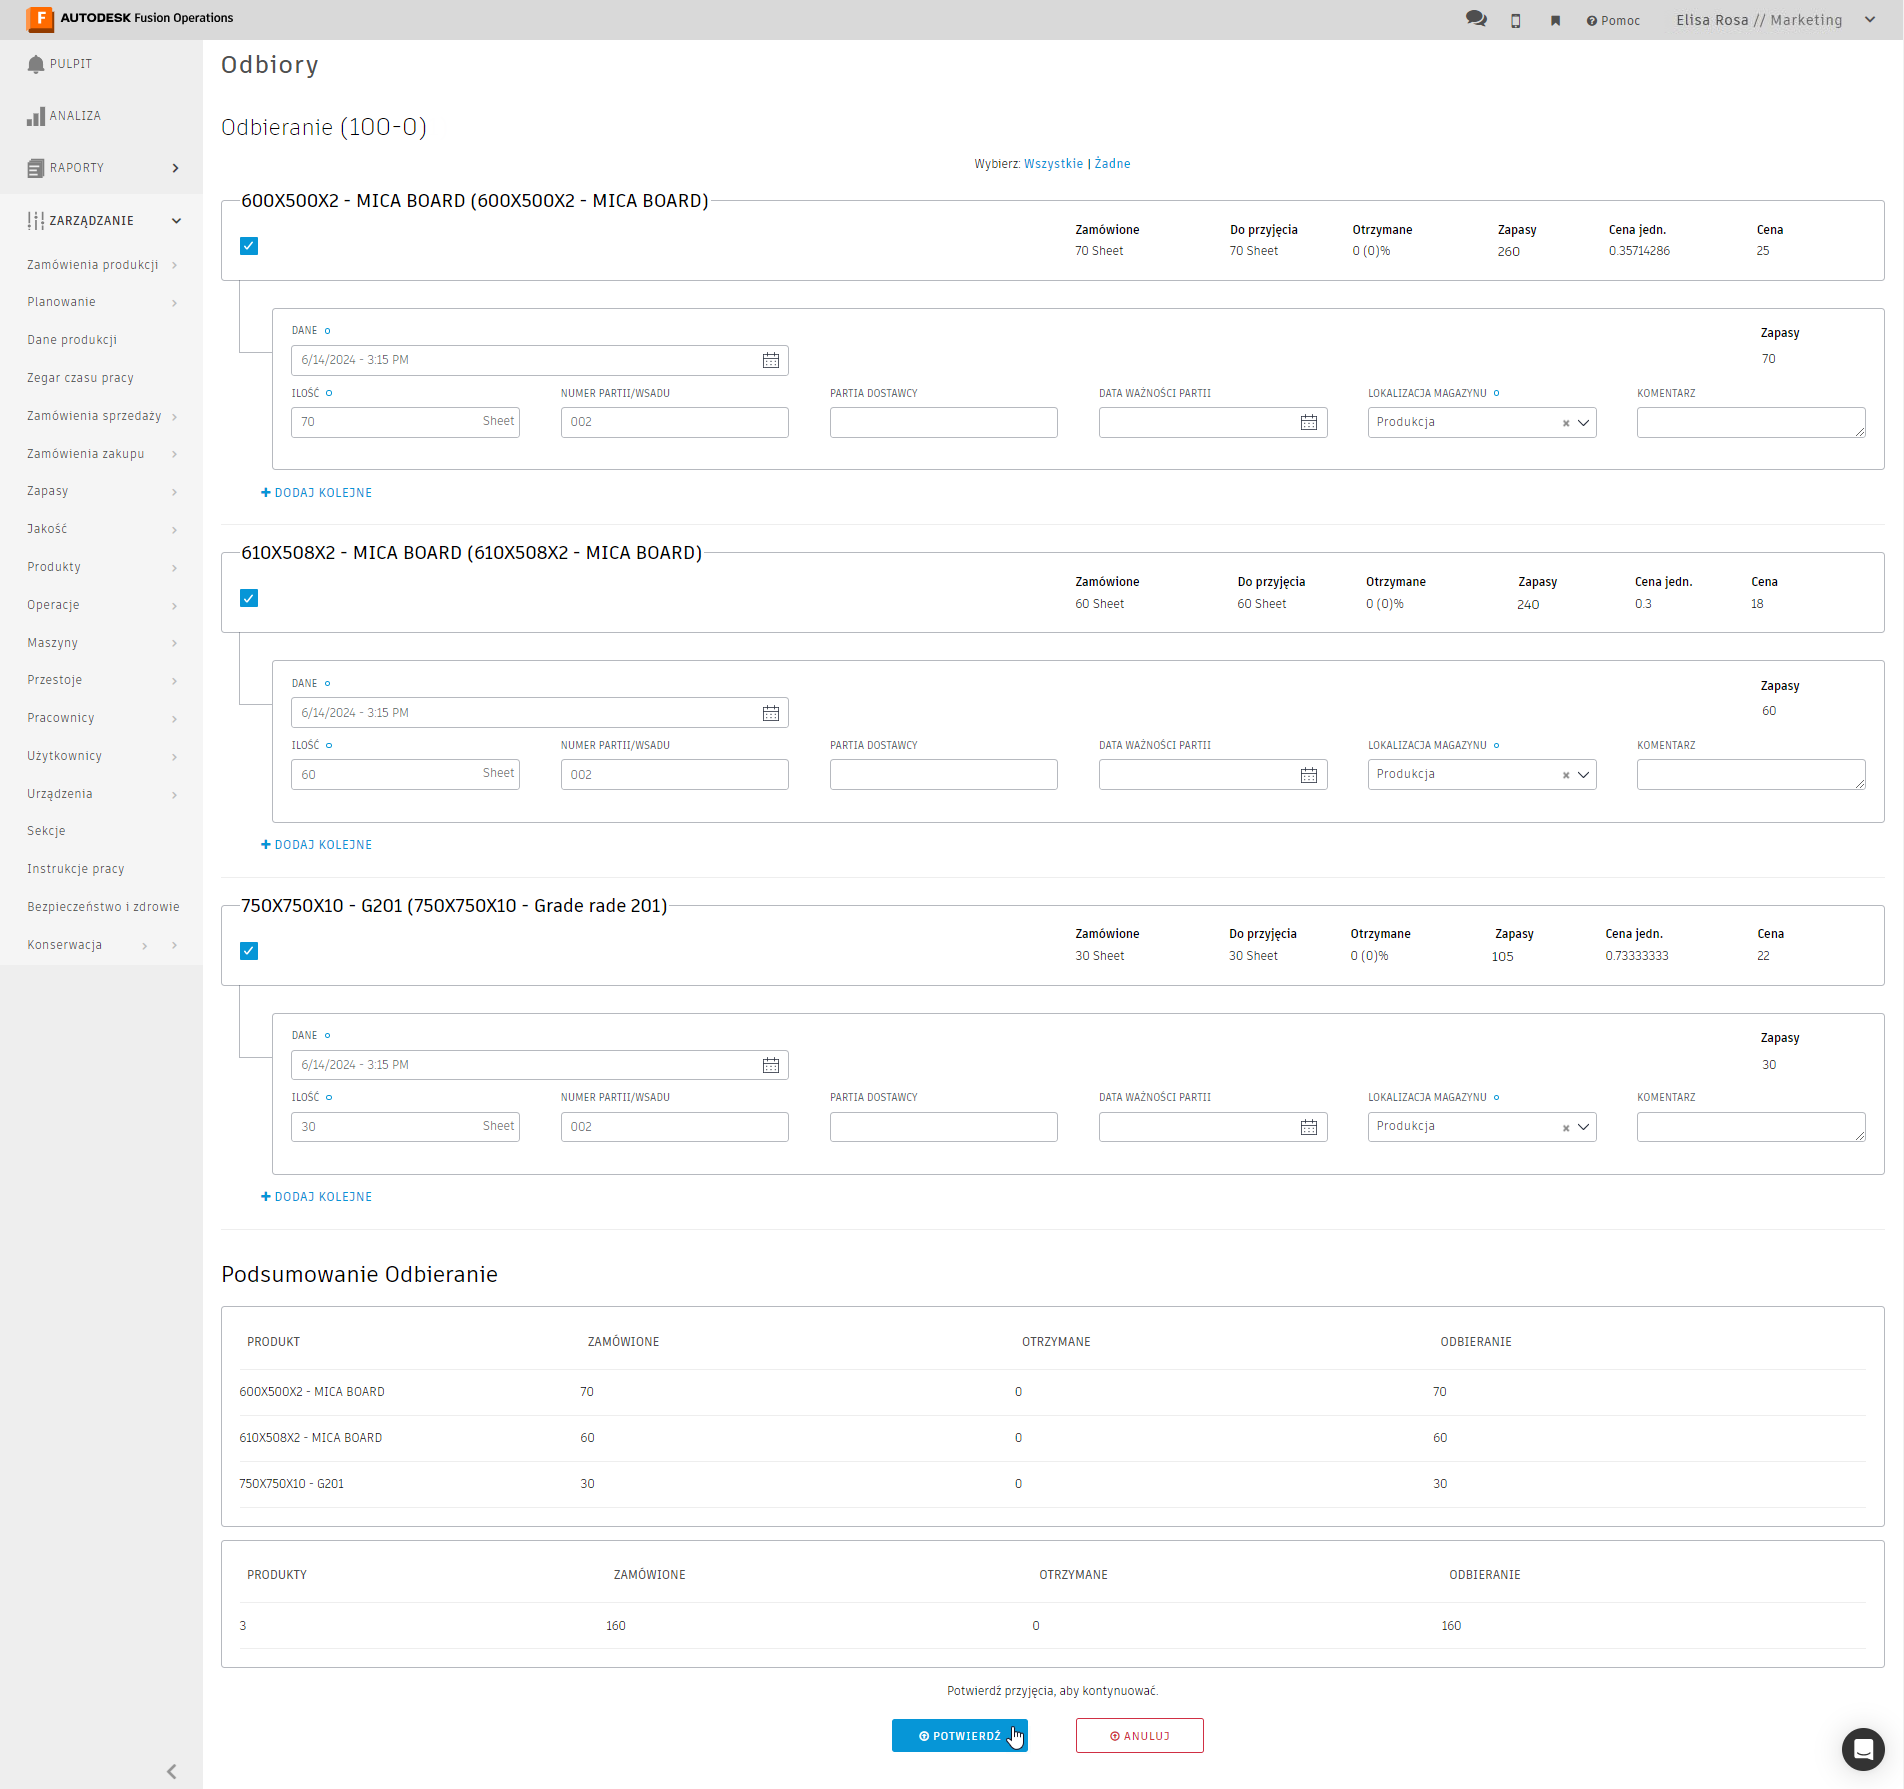 AUTODESK Fusion Operations
Pomoc
Elisa Rosa // Marketing
PULPIT
ANALIZA
RAPORTY
ZARZĄDZANIE
Zamówienia produkcji
Planowanie
Dane produkcji
Zegar czasu pracy
Zamówienia sprzedaży
Zamówienia zakupu
Zapasy
Jakość
Produkty
Operacje
Maszyny
Przestoje
Pracownicy
Użytkownicy
Urządzenia
Sekcje
Instrukcje pracy
Bezpieczeństwo i zdrowie
Konserwacja
Odbiory
Odbieranie (100-0)
Wybierz: Wszystkie | Żadne
600X500X2 - MICA BOARD (600X500X2 - MICA BOARD)
Zamówione Do przyjęcia Otrzymane Zapasy Cena jedn. Cena
70 Sheet 70 Sheet 0 (0)% 260 0.35714286 25
DANE Zapasy
6/14/2024 - 3:15 PM 70
ILOŚĆ NUMER PARTII/WSADU PARTIA DOSTAWCY DATA WAŻNOŚCI PARTII LOKALIZACJA MAGAZYNU KOMENTARZ
70 Sheet 002 Produkcja
+ DODAJ KOLEJNE
610X508X2 - MICA BOARD (610X508X2 - MICA BOARD)
Zamówione Do przyjęcia Otrzymane Zapasy Cena jedn. Cena
60 Sheet 60 Sheet 0 (0)% 240 0.3 18
DANE Zapasy
6/14/2024 - 3:15 PM 60
ILOŚĆ NUMER PARTII/WSADU PARTIA DOSTAWCY DATA WAŻNOŚCI PARTII LOKALIZACJA MAGAZYNU KOMENTARZ
60 Sheet 002 Produkcja
+ DODAJ KOLEJNE
750X750X10 - G201 (750X750X10 - Grade rade 201)
Zamówione Do przyjęcia Otrzymane Zapasy Cena jedn. Cena
30 Sheet 30 Sheet 0 (0)% 105 0.73333333 22
DANE Zapasy
6/14/2024 - 3:15 PM 30
ILOŚĆ NUMER PARTII/WSADU PARTIA DOSTAWCY DATA WAŻNOŚCI PARTII LOKALIZACJA MAGAZYNU KOMENTARZ
30 Sheet 002 Produkcja
+ DODAJ KOLEJNE
Podsumowanie Odbieranie
PRODUKT ZAMÓWIONE OTRZYMANE ODBIERANIE
600X500X2 - MICA BOARD 70 0 70
610X508X2 - MICA BOARD 60 0 60
750X750X10 - G201 30 0 30
PRODUKTY ZAMÓWIONE OTRZYMANE ODBIERANIE
3 160 0 160
Potwierdź przyjęcia, aby kontynuować.
POTWIERDŹ
ANULUJ